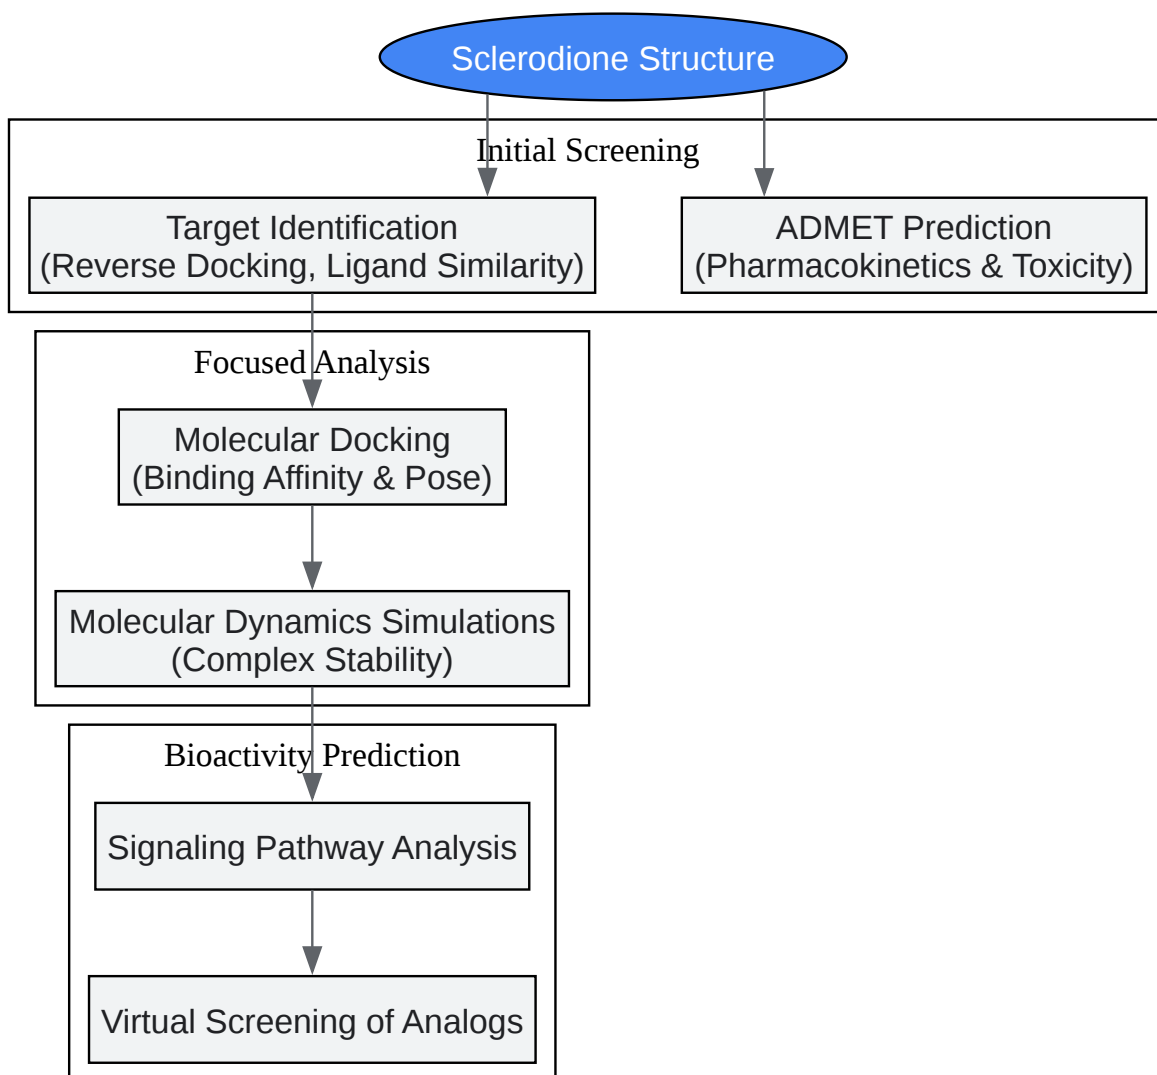 Sclerodione Structure
Initial Screening
Target Identification
(Reverse Docking, Ligand Similarity)
ADMET Prediction
(Pharmacokinetics & Toxicity)
Focused Analysis
Molecular Docking
(Binding Affinity & Pose)
Molecular Dynamics Simulations
(Complex Stability)
Bioactivity Prediction
Signaling Pathway Analysis
Virtual Screening of Analogs